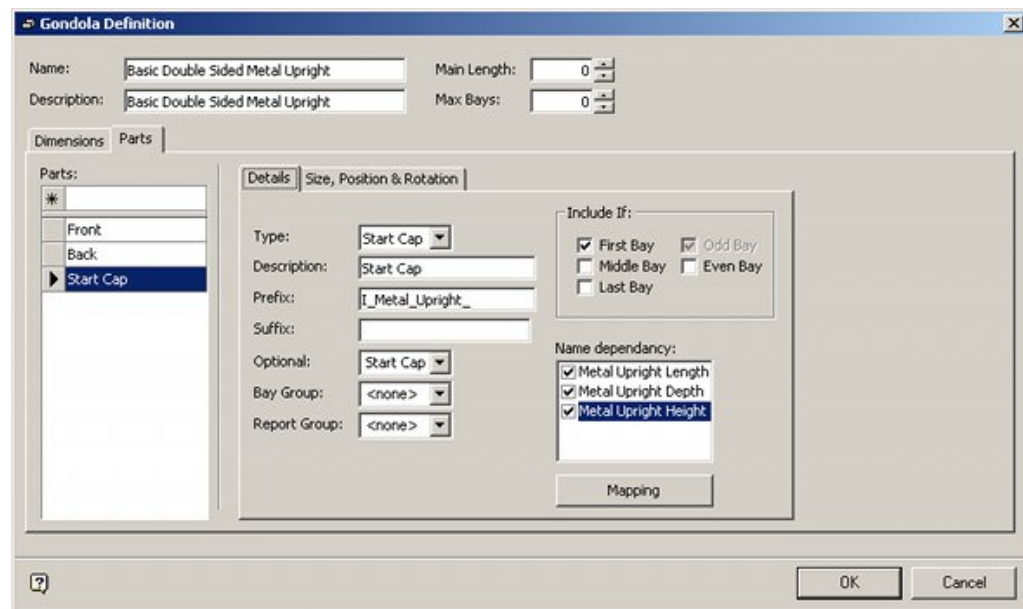 Gondola Definition
Name: Basic Double Sided Metal Upright Main Length: 0
Description: Basic Double Sided Metal Upright Max Bays: 0
Dimensions Parts
Parts:
Front
Back
Start Cap
Details Size, Position & Rotation
Type: Start Cap
Description: Start Cap
Prefix: I_Metal_Upright_
Suffix:
Optional: Start Cap
Bay Group: <none>
Report Group: <none>
Include If:
First Bay Odd Bay
Middle Bay Even Bay
Last Bay
Name dependancy:
Metal Upright Length
Metal Upright Depth
Metal Upright Height
Mapping
OK Cancel